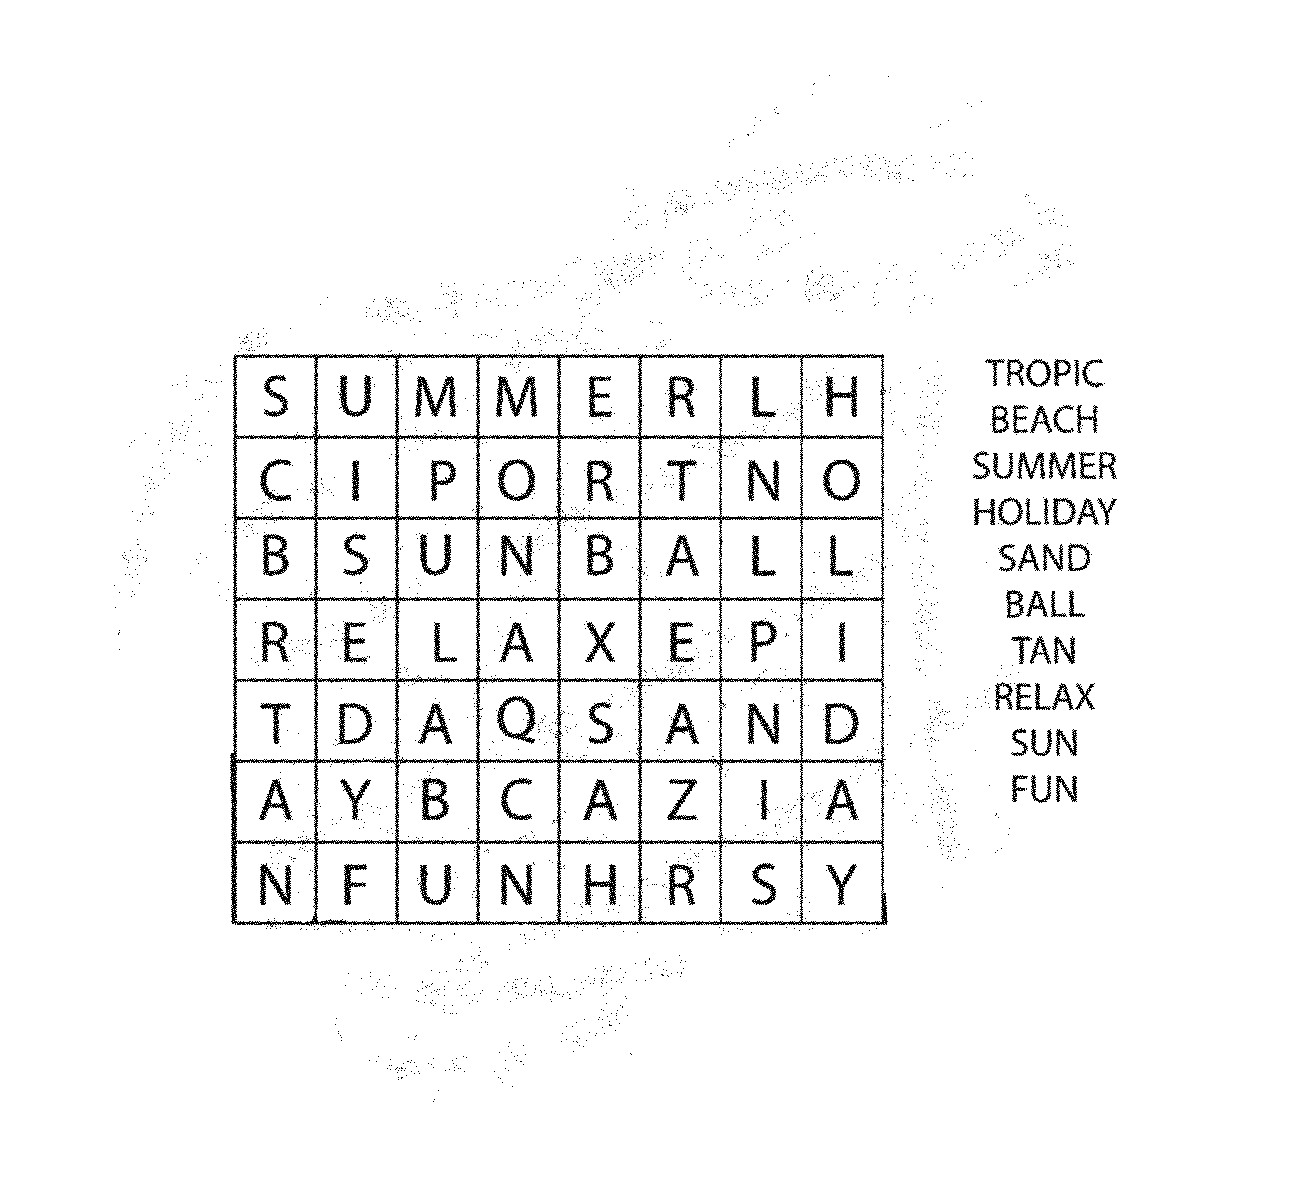 S U M M E R L H
C I P O R T N O
B S U N B A L L
R E L A X E P I
T D A Q S A N D
A Y B C A Z I A
N F U N H R S Y
TROPIC
BEACH
SUMMER
HOLIDAY
SAND
BALL
TAN
RELAX
SUN
FUN